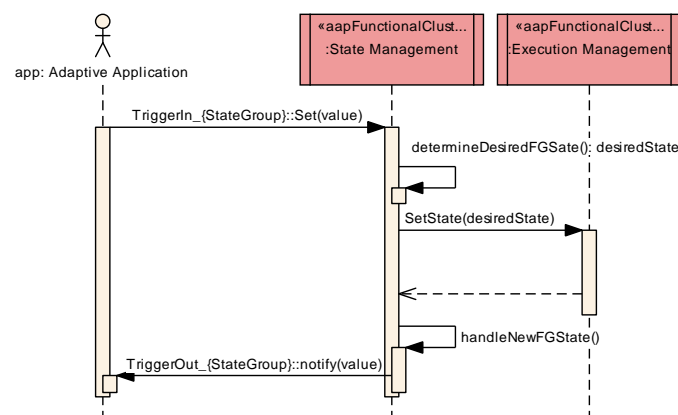 «aapFunctionalClust...
:State Management
«aapFunctionalClust...
:Execution Management
app: Adaptive Application
TriggerIn_{StateGroup}::Set(value)
determineDesiredFGSate(): desiredState
SetState(desiredState)
handleNewFGState()
TriggerOut_{StateGroup}::notify(value)